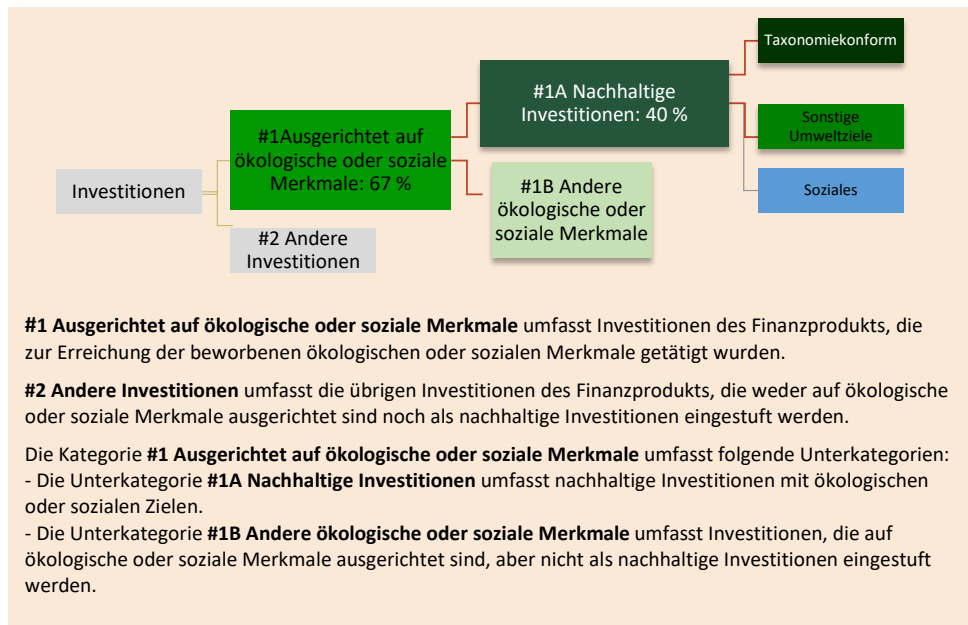 Taxonomiekonform
#1A Nachhaltige
Investitionen: 40 %
Sonstige
Umweltziele
#1Ausgerichtet auf
ökologische oder soziale
Merkmale: 67 %
Investitionen
#1B Andere
ökologische oder
soziale Merkmale
Soziales
#2 Andere
Investitionen
#1 Ausgerichtet auf ökologische oder soziale Merkmale umfasst Investitionen des Finanzprodukts, die
zur Erreichung der beworbenen ökologischen oder sozialen Merkmale getätigt wurden.
#2 Andere Investitionen umfasst die übrigen Investitionen des Finanzprodukts, die weder auf ökologische
oder soziale Merkmale ausgerichtet sind noch als nachhaltige Investitionen eingestuft werden.
Die Kategorie #1 Ausgerichtet auf ökologische oder soziale Merkmale umfasst folgende Unterkategorien:
- Die Unterkategorie #1A Nachhaltige Investitionen umfasst nachhaltige Investitionen mit ökologischen
oder sozialen Zielen.
- Die Unterkategorie #1B Andere ökologische oder soziale Merkmale umfasst Investitionen, die auf
ökologische oder soziale Merkmale ausgerichtet sind, aber nicht als nachhaltige Investitionen eingestuft
werden.